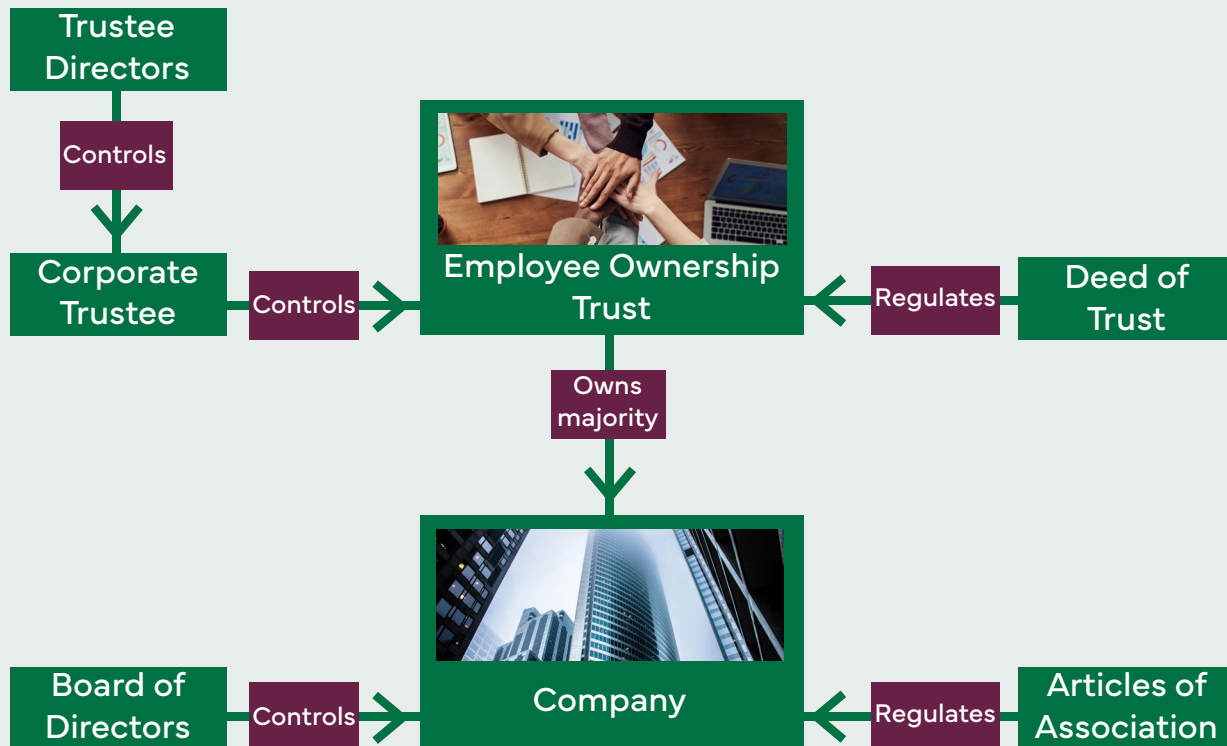 Trustee
Directors
Controls
Corporate
Trustee
Controls
Employee Ownership
Trust
Regulates
Deed of
Trust
Owns
majority
Board of
Directors
Controls
Company
Regulates
Articles of
Association